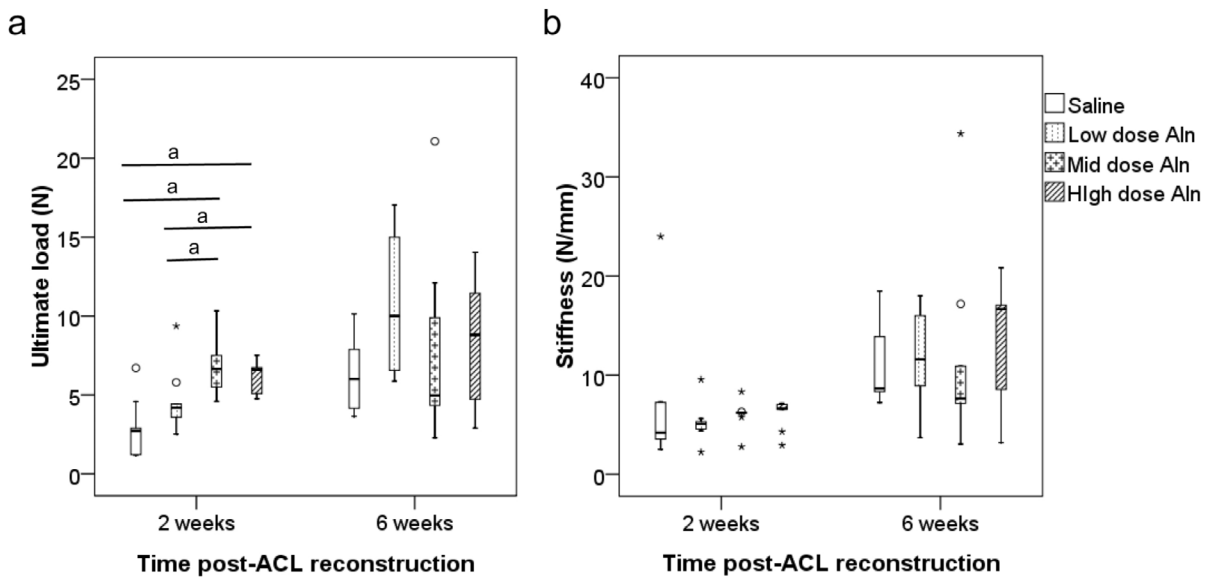 a
b
Ultimate load (N)
25
20
15
10
5
0
a
a
a
a
2 weeks
6 weeks
Time post-ACL reconstruction
Stiffness (N/mm)
40
30
20
10
0
2 weeks
6 weeks
Time post-ACL reconstruction
Saline
Low dose Aln
Mid dose Aln
HIgh dose Aln